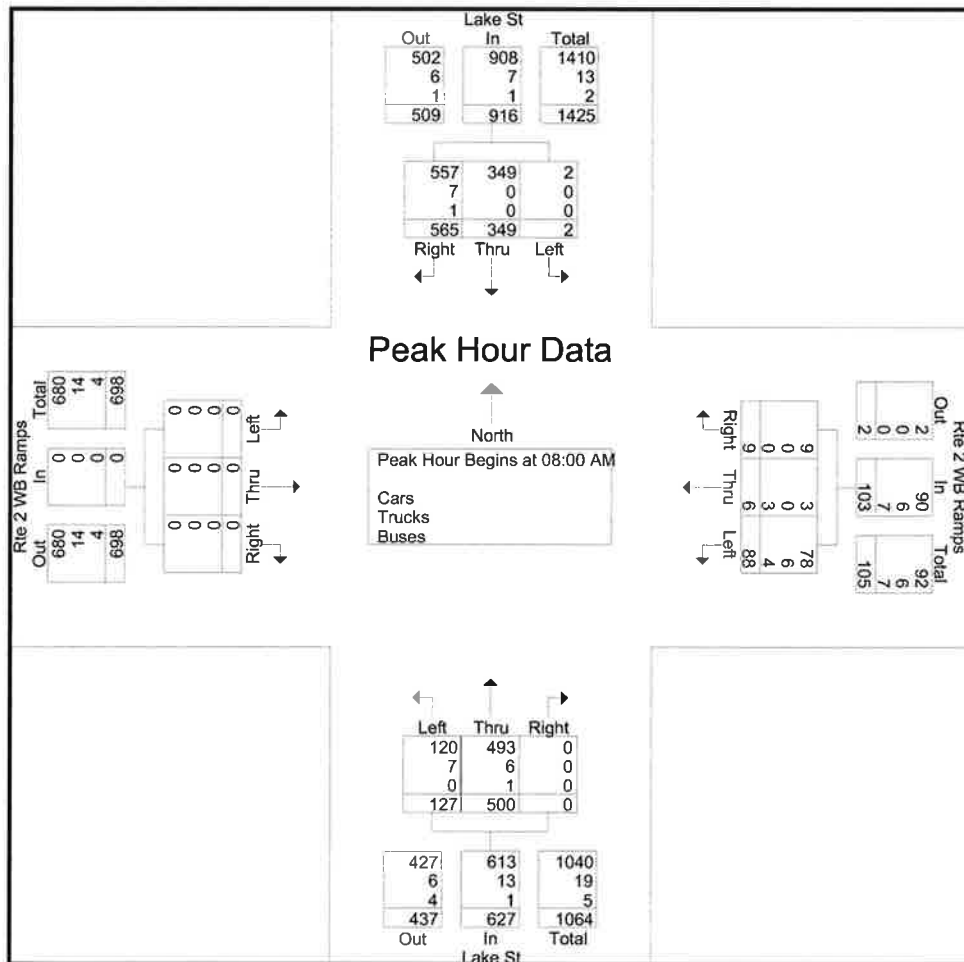 Lake St
Out In Total
502 908 1410
6 7 13
1 1 2
509 916 1425
557 349 2
7 0 0
1 0 0
565 349 2
Right Thru Left
Peak Hour Data
North
Peak Hour Begins at 08:00 AM
Cars
Trucks
Buses
Rte 2 WB Ramps
Out In Total
680 0 680
14 0 14
4 0 4
698 0 698
Left Thru Right
0 0 0
0 0 0
0 0 0
0 0 0
Rte 2 WB Ramps
Out In Total
2 90 92
0 6 6
0 7 7
2 103 105
Right Thru Left
9 3 78
0 0 6
0 3 4
9 6 88
Left Thru Right
120 493 0
7 6 0
0 1 0
127 500 0
427 613 1040
6 13 19
4 1 5
437 627 1064
Out In Total
Lake St